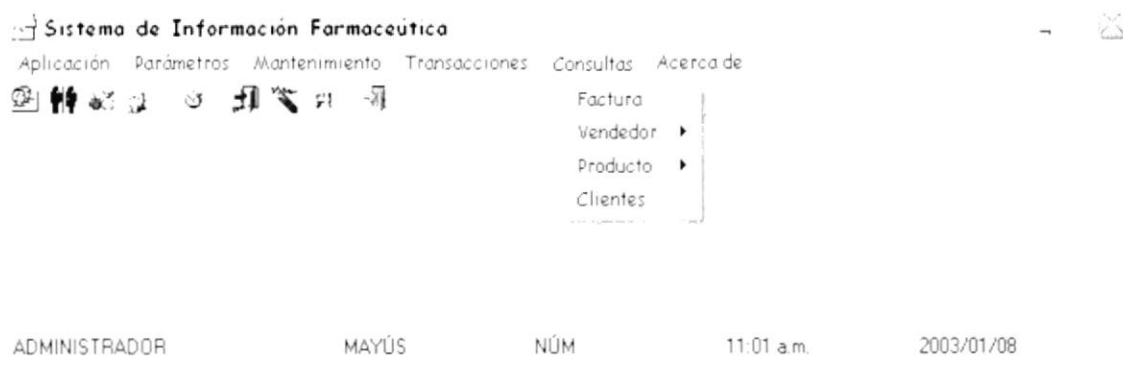 Sistema de Información Farmaceútica
Aplicación Parámetros Mantenimiento Transacciones Consultas Acerca de
Factura
Vendedor
Producto
Clientes
ADMINISTRADOR MAYÚS NÚM 11:01 a.m. 2003/01/08